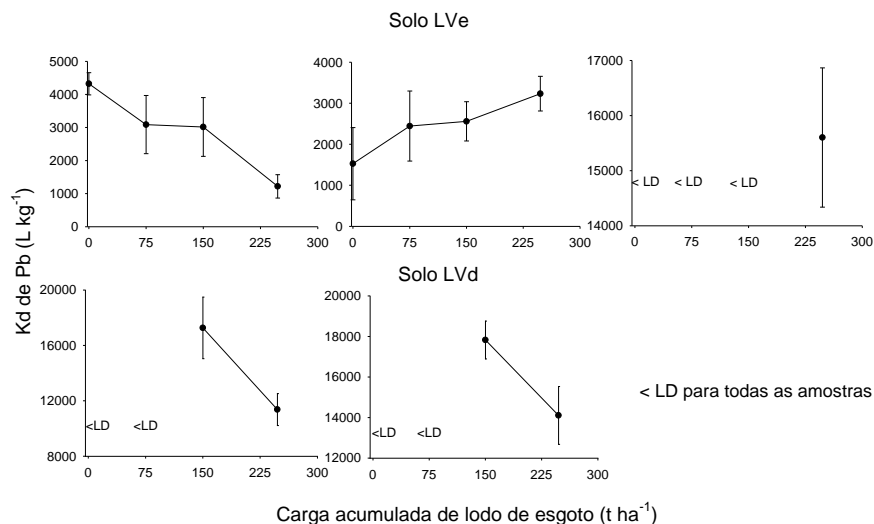 Solo LVe
Kd de Pb (L kg-1)
5000
4000
3000
2000
1000
0
0 75 150 225 300
4000
3000
2000
1000
0
0 75 150 225 300
17000
16000
15000
14000
< LD < LD < LD
0 75 150 225 300
Solo LVd
20000
16000
12000
8000
<LD <LD
0 75 150 225 300
20000
18000
16000
14000
12000
<LD <LD
0 75 150 225 300
< LD para todas as amostras
Carga acumulada de lodo de esgoto (t ha-1)